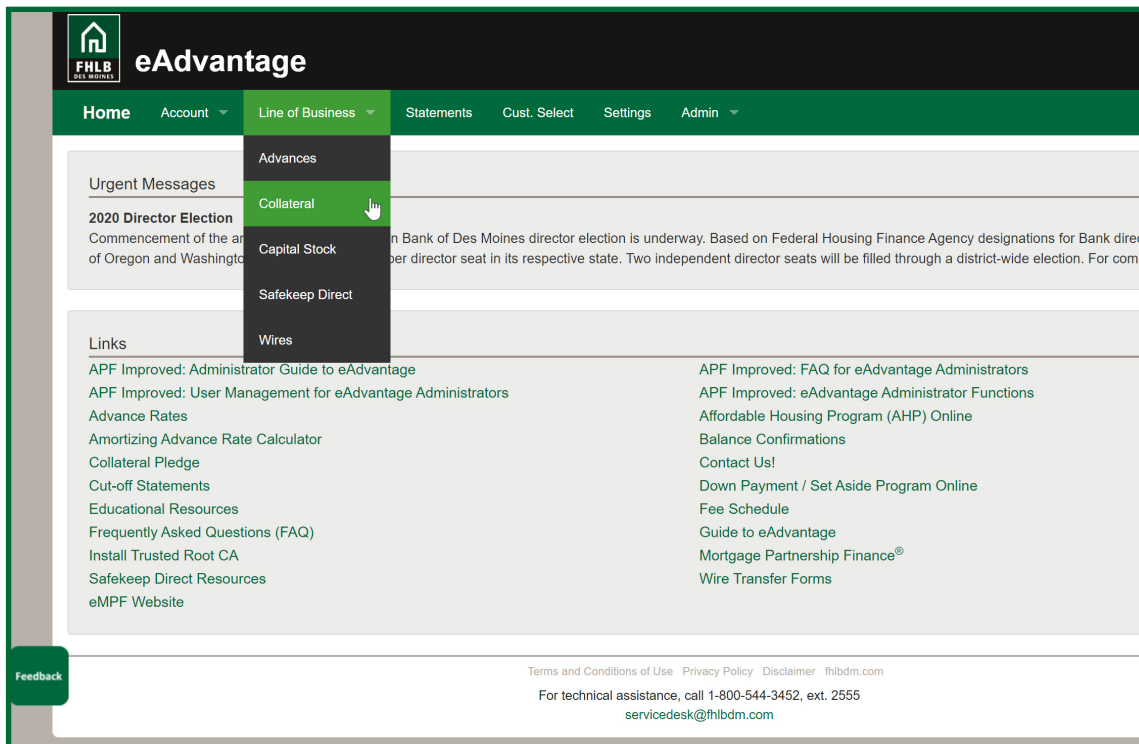 FHLB
DES MOINES
eAdvantage
Home Account Line of Business Statements Cust. Select Settings Admin
Advances
Collateral
Capital Stock
Safekeep Direct
Wires
Urgent Messages
2020 Director Election
Commencement of the an n Bank of Des Moines director election is underway. Based on Federal Housing Finance Agency designations for Bank direc
of Oregon and Washingto ber director seat in its respective state. Two independent director seats will be filled through a district-wide election. For com
Links
APF Improved: Administrator Guide to eAdvantage
APF Improved: User Management for eAdvantage Administrators
Advance Rates
Amortizing Advance Rate Calculator
Collateral Pledge
Cut-off Statements
Educational Resources
Frequently Asked Questions (FAQ)
Install Trusted Root CA
Safekeep Direct Resources
eMPF Website
APF Improved: FAQ for eAdvantage Administrators
APF Improved: eAdvantage Administrator Functions
Affordable Housing Program (AHP) Online
Balance Confirmations
Contact Us!
Down Payment / Set Aside Program Online
Fee Schedule
Guide to eAdvantage
Mortgage Partnership Finance®
Wire Transfer Forms
Feedback
Terms and Conditions of Use Privacy Policy Disclaimer fhlbdm.com
For technical assistance, call 1-800-544-3452, ext. 2555
servicedesk@fhlbdm.com